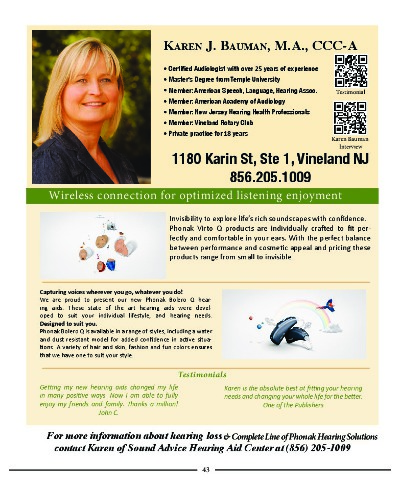 KAREN J. BAUMAN, M.A., CCC-A
• Certified Audiologist with over 25 years of experience
• Master's Degree from Temple University
• Member: American Speech, Language, Hearing Assoc.
• Member: American Academy of Audiology
• Member: New Jersey Hearing Health Professionals
• Member: Vineland Rotary Club
• Private practice for 18 years
Testimonial
Karen Bauman
Interview
1180 Karin St, Ste 1, Vineland NJ
856.205.1009
Wireless connection for optimized listening enjoyment
Invisibility to explore life's rich soundscapes with confidence.
Phonak Virto Q products are individually crafted to fit per-
fectly and comfortable in your ears. With the perfect balance
between performance and cosmetic appeal and pricing these
products range from small to invisible
Capturing voices wherever you go, whatever you do!
We are proud to present our new Phonak Bolero Q hear
ing aids. These state of the art hearing aids were devel
oped to suit your individual lifestyle, and hearing needs.
Designed to suit you.
Phonak Bolero Q is available in a range of styles, including a water
and dust resistant model for added confidence in active situa
tions. A variety of hair and skin, fashion and fun colors ensures
that we have one to suit your style
Testimonials
Getting my new hearing aids changed my life
in many positive ways. Now I am able to fully
enjoy my friends and family. Thanks a million!
John C.
Karen is the absolute best at fitting your hearing
needs and changing your whole life for the better.
One of the Publishers
For more information about hearing loss & Complete Line of Phonak Hearing Solutions
contact Karen of Sound Advice Hearing Aid Center at (856) 205-1009
43